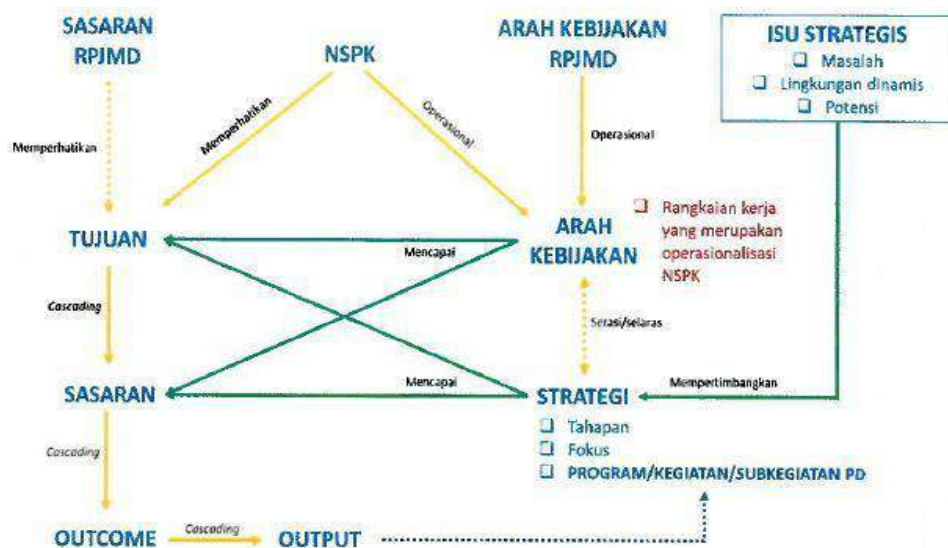 SASARAN
RPJMD
NSPK
ARAH KEBIJAKAN
RPJMD
ISU STRATEGIS
❑ Masalah
❑ Lingkungan dinamis
❑ Potensi
Memperhatikan
Memperhatikan
Operasional
Operasional
TUJUAN
ARAH
KEBIJAKAN
❑ Rangkaian kerja
yang merupakan
operasionalisasi
NSPK
Mencapai
Cascading
Serasi/selaras
SASARAN
Mencapai
STRATEGI
Mempertimbangkan
❑ Tahapan
❑ Fokus
❑ PROGRAM/KEGIATAN/SUBKEGIATAN PD
Cascading
OUTCOME
Cascading
OUTPUT